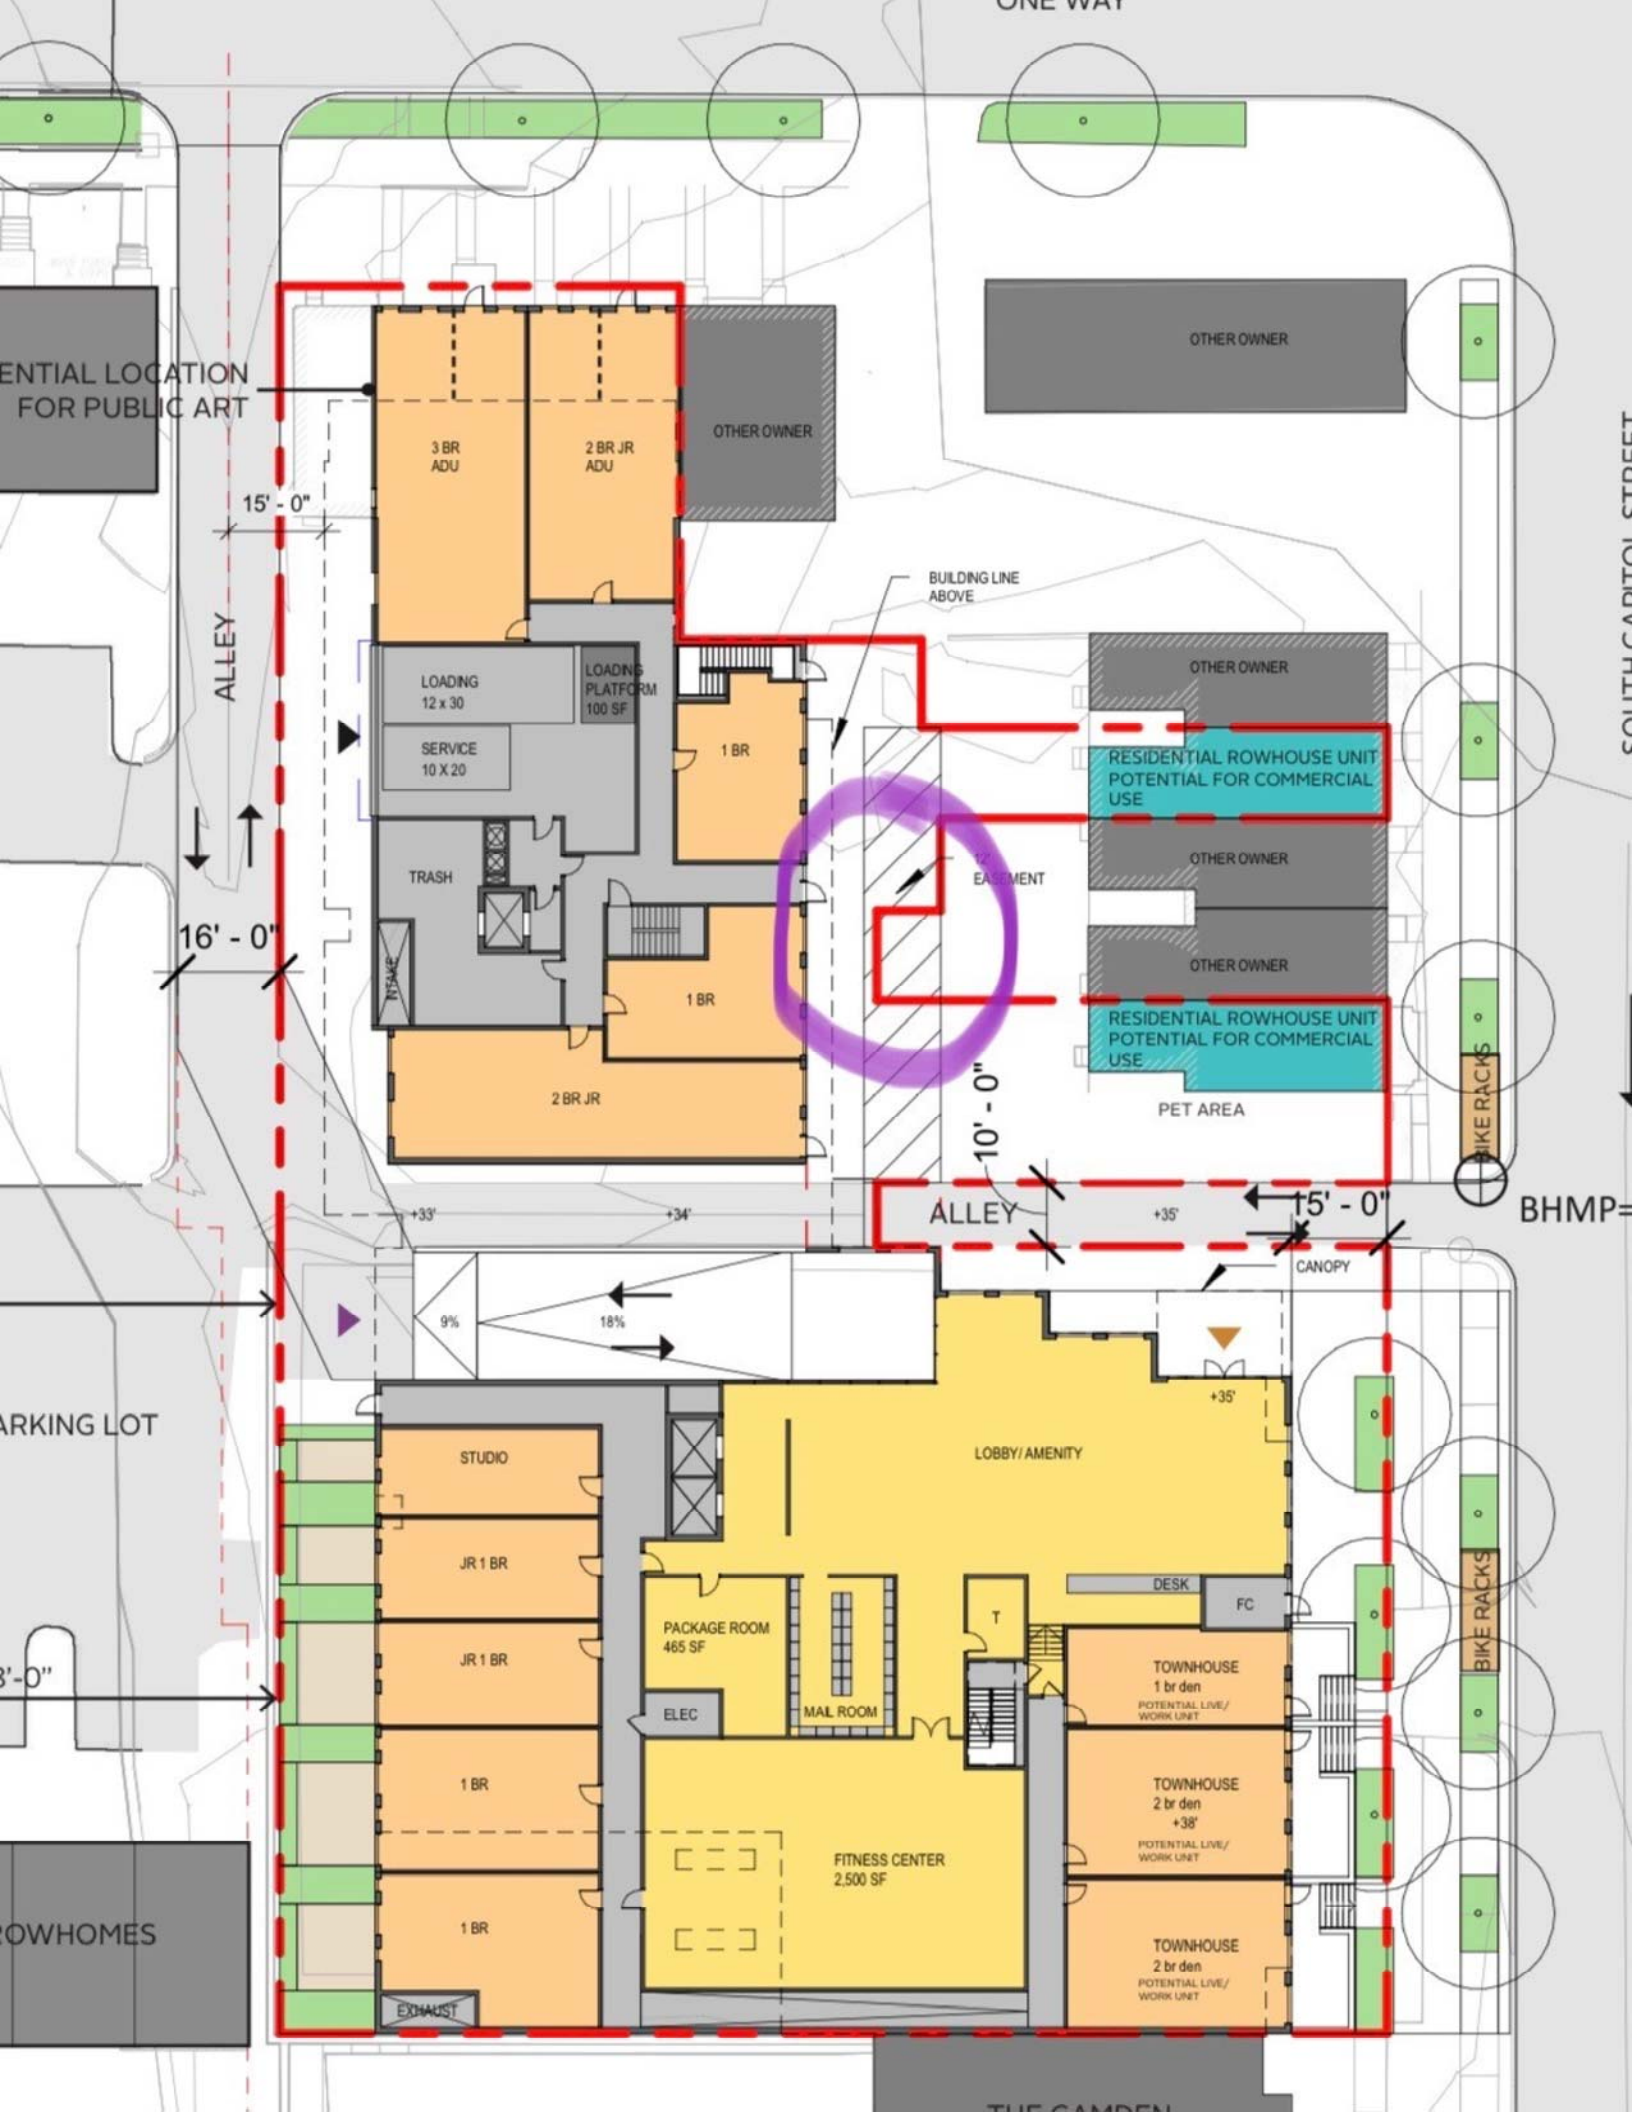 ONE WAY
OTHER OWNER
ENTIAL LOCATION
FOR PUBLIC ART
OTHER OWNER
3 BR
ADU
2 BR JR
ADU
15' - 0"
SOUTH CAPITOL STREET
BUILDING LINE
ABOVE
ALLEY
LOADING
12 x 30
LOADING
PLATFORM
100 SF
OTHER OWNER
SERVICE
10 X 20
1 BR
RESIDENTIAL ROWHOUSE UNIT
POTENTIAL FOR COMMERCIAL
USE
TRASH
12'
EASEMENT
OTHER OWNER
16' - 0"
INTAKE
1 BR
OTHER OWNER
RESIDENTIAL ROWHOUSE UNIT
POTENTIAL FOR COMMERCIAL
USE
2 BR JR
10' - 0"
PET AREA
BIKE RACKS
+33'
+34'
ALLEY
+35'
15' - 0"
BHMP=
CANOPY
9%
18%
+35'
ARKING LOT
STUDIO
LOBBY/ AMENITY
JR 1 BR
DESK
FC
T
PACKAGE ROOM
465 SF
BIKE RACKS
JR 1 BR
TOWNHOUSE
1 br den
POTENTIAL LIVE/
WORK UNIT
8'-0"
ELEC
MAIL ROOM
1 BR
TOWNHOUSE
2 br den
+38'
POTENTIAL LIVE/
WORK UNIT
FITNESS CENTER
2,500 SF
ROWHOMES
1 BR
TOWNHOUSE
2 br den
POTENTIAL LIVE/
WORK UNIT
EXHAUST
THE CAMDEN